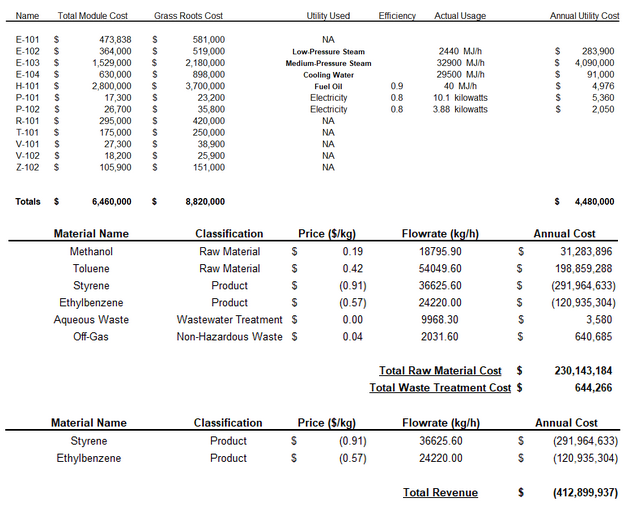 Name Total Module Cost Grass Roots Cost Utility Used Efficiency Actual Usage Annual Utility Cost
E-101 $ 473,838 $ 581,000 NA
E-102 $ 364,000 $ 519,000 Low-Pressure Steam 2440 MJ/h $ 283,900
E-103 $ 1,529,000 $ 2,180,000 Medium-Pressure Steam 32900 MJ/h $ 4,090,000
E-104 $ 630,000 $ 898,000 Cooling Water 29500 MJ/h $ 91,000
H-101 $ 2,800,000 $ 3,700,000 Fuel Oil 0.9 40 MJ/h $ 4,976
P-101 $ 17,300 $ 23,200 Electricity 0.8 10.1 kilowatts $ 5,360
P-102 $ 26,700 $ 35,800 Electricity 0.8 3.88 kilowatts $ 2,050
R-101 $ 295,000 $ 420,000 NA
T-101 $ 175,000 $ 250,000 NA
V-101 $ 27,300 $ 38,900 NA
V-102 $ 18,200 $ 25,900 NA
Z-102 $ 105,900 $ 151,000 NA
Totals $ 6,460,000 $ 8,820,000 $ 4,480,000
Material Name Classification Price ($/kg) Flowrate (kg/h) Annual Cost
Methanol Raw Material $ 0.19 18795.90 $ 31,283,896
Toluene Raw Material $ 0.42 54049.60 $ 198,859,288
Styrene Product $ (0.91) 36625.60 $ (291,964,633)
Ethylbenzene Product $ (0.57) 24220.00 $ (120,935,304)
Aqueous Waste Wastewater Treatment $ 0.00 9968.30 $ 3,580
Off-Gas Non-Hazardous Waste $ 0.04 2031.60 $ 640,685
Total Raw Material Cost $ 230,143,184
Total Waste Treatment Cost $ 644,266
Material Name Classification Price ($/kg) Flowrate (kg/h) Annual Cost
Styrene Product $ (0.91) 36625.60 $ (291,964,633)
Ethylbenzene Product $ (0.57) 24220.00 $ (120,935,304)
Total Revenue $ (412,899,937)